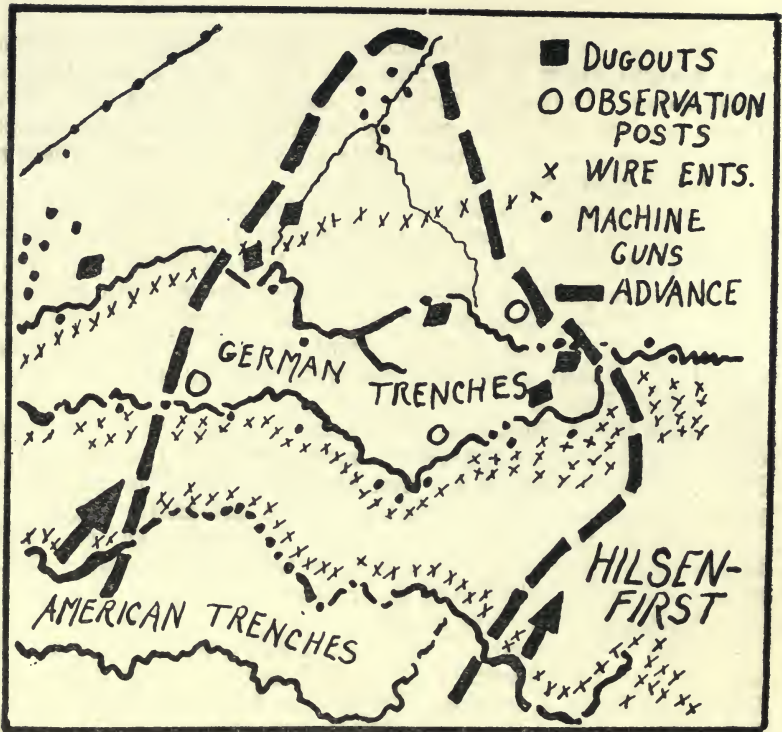 DUGOUTS
OBSERVATION
POSTS
WIRE ENTS.
MACHINE
GUNS
ADVANCE
GERMAN
TRENCHES
HILSEN-
FIRST
AMERICAN TRENCHES